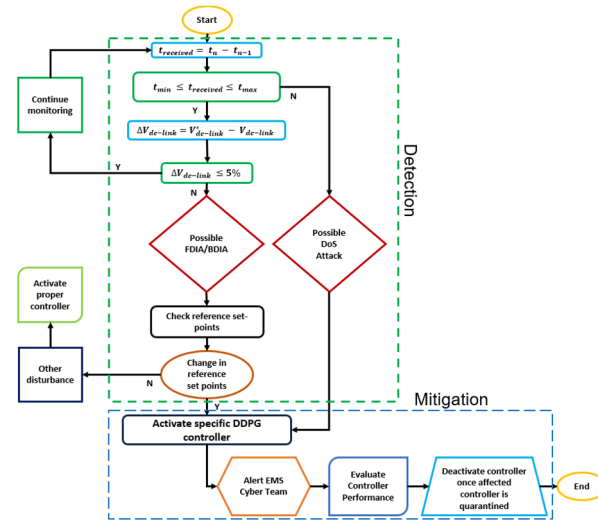 Start
t_received = t_n − t_n−1
t_min ≤ t_received ≤ t_max
N
Y
Continue
monitoring
ΔV_dc−link = V*_dc−link − V_dc−link
Y
ΔV_dc−link ≤ 5%
N
Detection
Possible
FDIA/BDIA
Possible
DoS
Attack
Activate
proper
controller
Check reference set-
points
Other
disturbance
N
Change in
reference
set points
Y
Mitigation
Activate specific DDPG
controller
Alert EMS
Cyber Team
Evaluate
Controller
Performance
Deactivate controller
once affected
controller is
quarantined
End